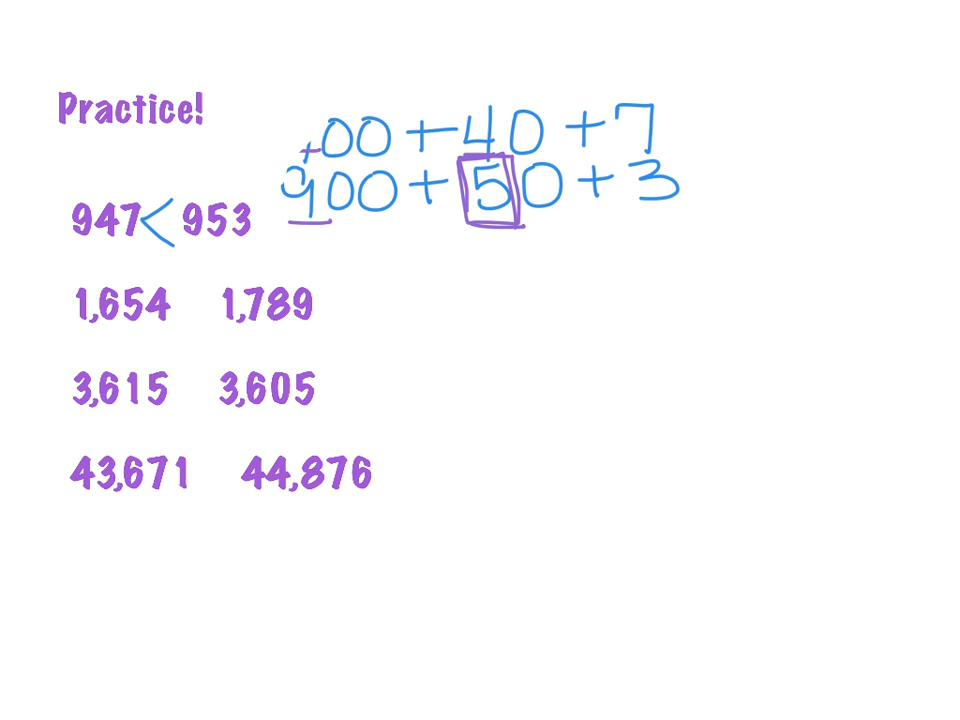 Practice!
00 + 40 + 7
900 + 50 + 3
947 < 953
1,654 1,789
3,615 3,605
43,671 44,876